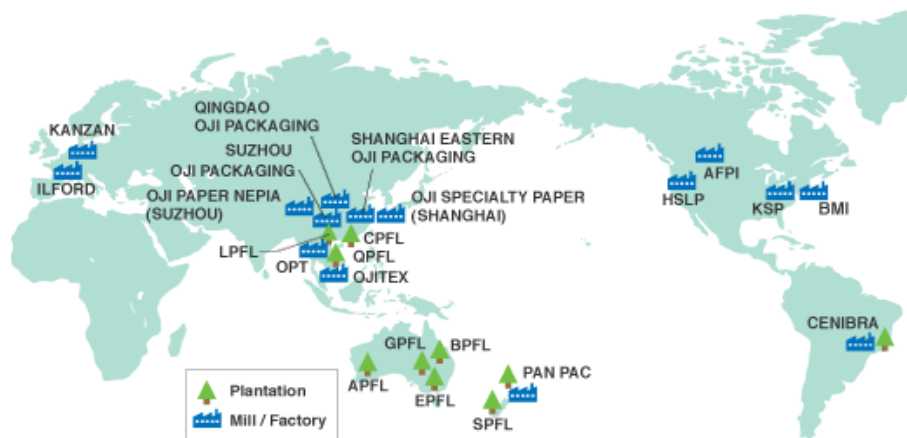 QINGDAO
OJI PACKAGING
KANZAN
SUZHOU
OJI PACKAGING
SHANGHAI EASTERN
OJI PACKAGING
ILFORD
OJI PAPER NEPIA
(SUZHOU)
OJI SPECIALTY PAPER
(SHANGHAI)
AFPI
HSLP
KSP
BMI
LPFL
CPFL
OPT
QPFL
OJITEX
CENIBRA
GPFL
BPFL
APFL
EPFL
PAN PAC
SPFL
Plantation
Mill / Factory